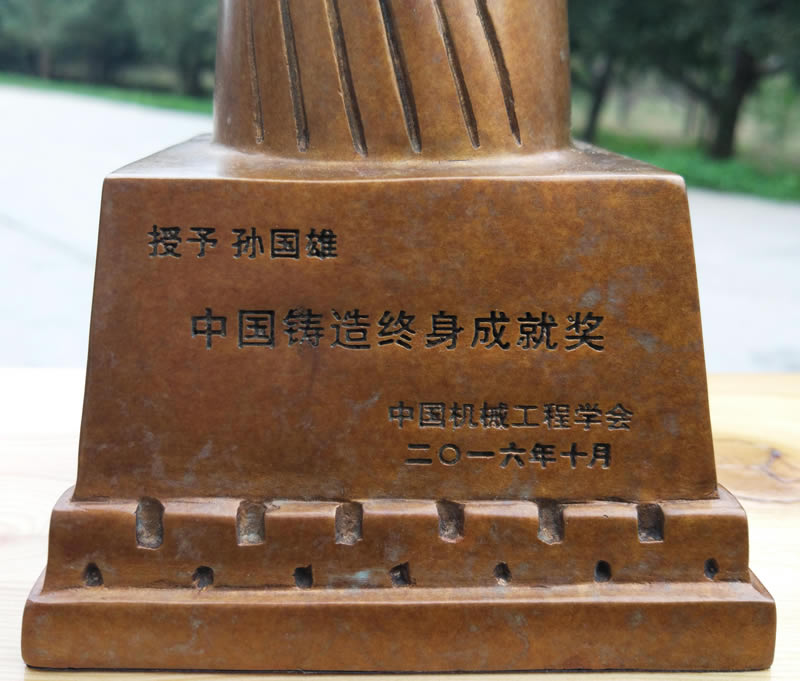 授予 孙国雄
中国铸造终身成就奖
中国机械工程学会
二〇一六年十月